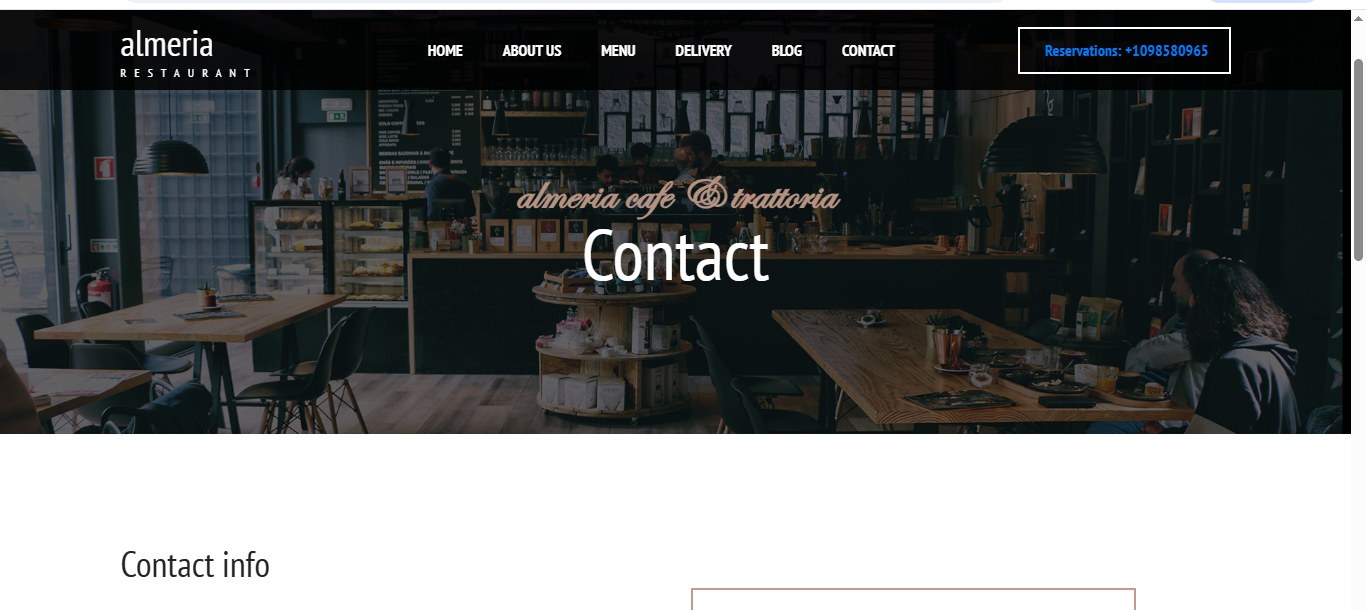 almeria
RESTAURANT
HOME ABOUT US MENU DELIVERY BLOG CONTACT
Reservations: +1098580965
almeria cafe & trattoria
Contact
Contact info